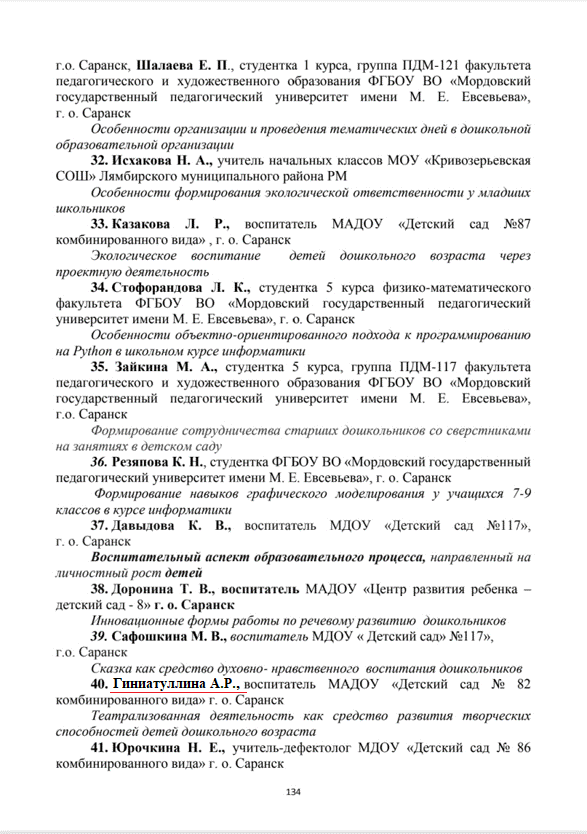 г.о. Саранск, Шалаева Е. П., студентка 1 курса, группа ПДМ-121 факультета
педагогического и художественного образования ФГБОУ ВО «Мордовский
государственный педагогический университет имени М. Е. Евсевьева»,
г. о. Саранск
Особенности организации и проведения тематических дней в дошкольной
образовательной организации
32. Исхакова Н. А., учитель начальных классов МОУ «Кривозерьевская
СОШ» Лямбирского муниципального района РМ
Особенности формирования экологической ответственности у младших
школьников
33. Казакова Л. Р., воспитатель МАДОУ «Детский сад №87
комбинированного вида» , г. о. Саранск
Экологическое воспитание детей дошкольного возраста через
проектную деятельность
34. Стофорандова Л. К., студентка 5 курса физико-математического
факультета ФГБОУ ВО «Мордовский государственный педагогический
университет имени М. Е. Евсевьева», г. о. Саранск
Особенности объектно-ориентированного подхода к программированию
на Python в школьном курсе информатики
35. Зайкина М. А., студентка 5 курса, группа ПДМ-117 факультета
педагогического и художественного образования ФГБОУ ВО «Мордовский
государственный педагогический университет имени М. Е. Евсевьева»,
г.о. Саранск
Формирование сотрудничества старших дошкольников со сверстниками
на занятиях в детском саду
36. Резяпова К. Н., студентка ФГБОУ ВО «Мордовский государственный
педагогический университет имени М. Е. Евсевьева», г. о. Саранск
Формирование навыков графического моделирования у учащихся 7-9
классов в курсе информатики
37. Давыдова К. В., воспитатель МДОУ «Детский сад №117»,
г. о. Саранск
Воспитательный аспект образовательного процесса, направленный на
личностный рост детей
38. Доронина Т. В., воспитатель МАДОУ «Центр развития ребенка –
детский сад - 8» г. о. Саранск
Инновационные формы работы по речевому развитию дошкольников
39. Сафошкина М. В., воспитатель МДОУ « Детский сад» №117»,
г.о. Саранск
Сказка как средство духовно- нравственного воспитания дошкольников
40. Гиниатуллина А.Р., воспитатель МАДОУ «Детский сад № 82
комбинированного вида» г. о. Саранск
Театрализованная деятельность как средство развития творческих
способностей детей дошкольного возраста
41. Юрочкина Н. Е., учитель-дефектолог МДОУ «Детский сад № 86
комбинированного вида» г. о. Саранск
134